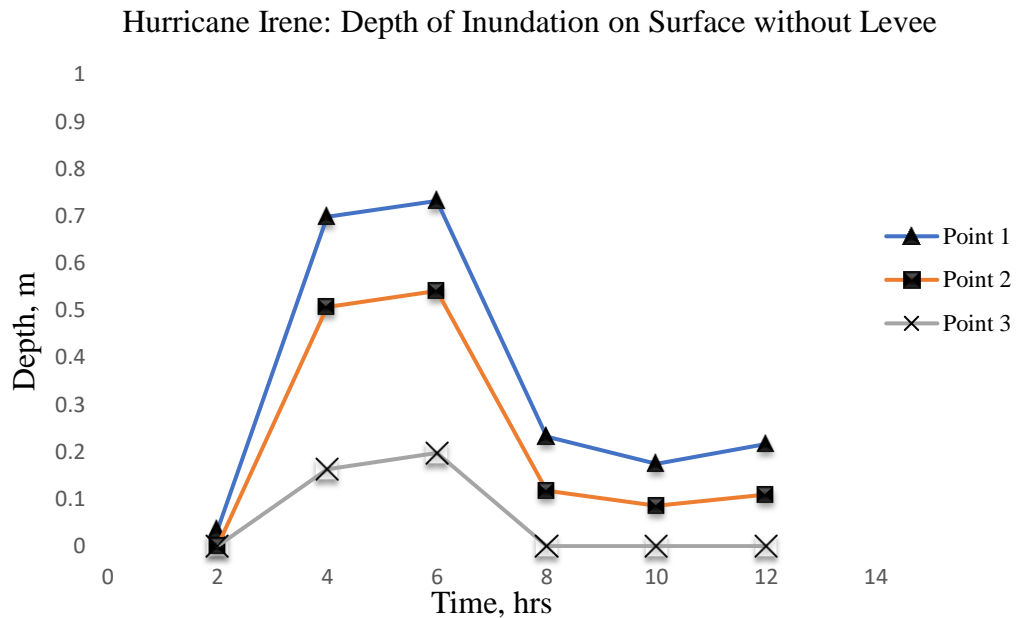 Hurricane Irene: Depth of Inundation on Surface without Levee
1
0.9
0.8
0.7
0.6
0.5
0.4
0.3
0.2
0.1
0
Depth, m
0 2 4 6 8 10 12 14
Time, hrs
Point 1
Point 2
Point 3